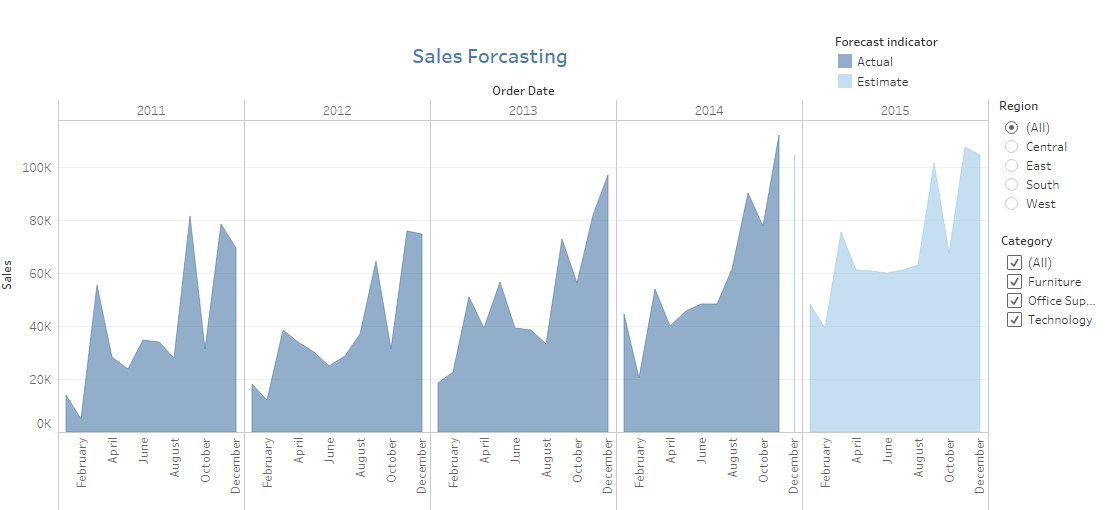 Sales Forcasting
Forecast indicator
Actual
Estimate
Order Date
2011 2012 2013 2014 2015
Region
(All)
Central
East
South
West
Category
(All)
Furniture
Office Sup...
Technology
Sales
100K
80K
60K
40K
20K
0K
February April June August October December February April June August October December February April June August October December February April June August October December February April June August October December